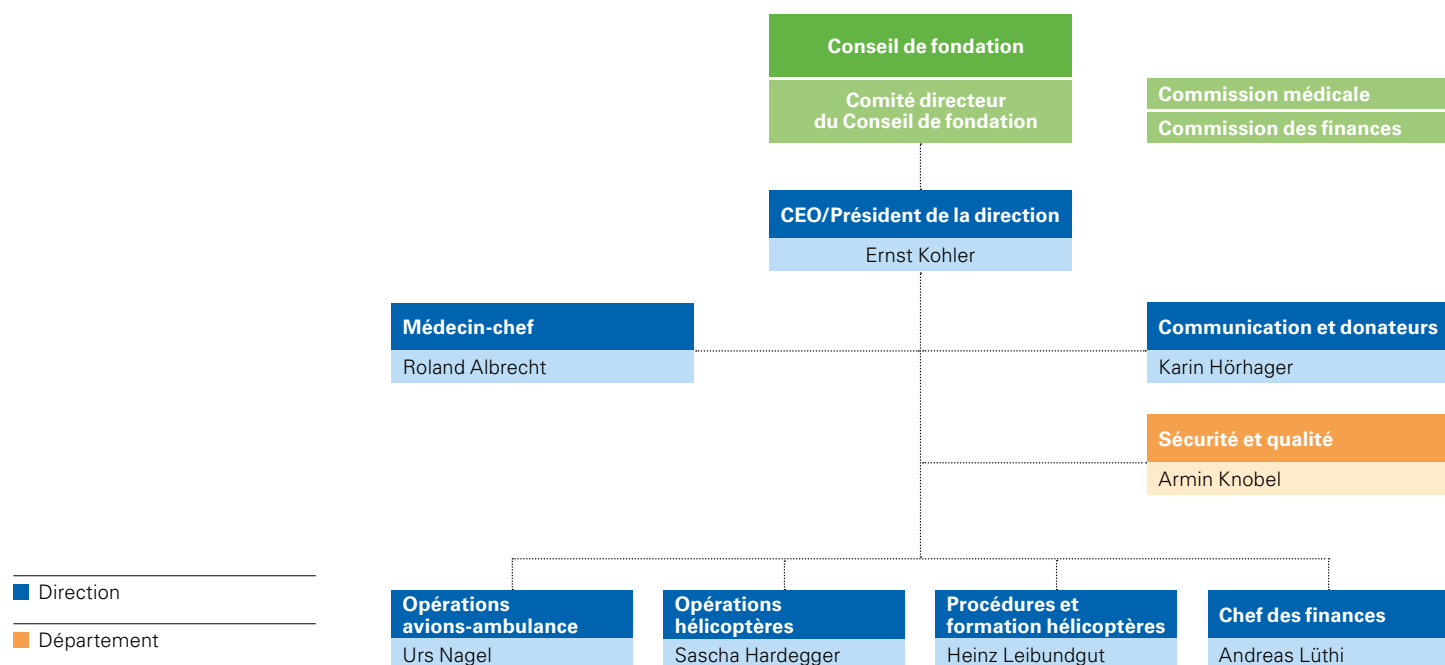 Conseil de fondation
Comité directeur
du Conseil de fondation
Commission médicale
Commission des finances
CEO/Président de la direction
Ernst Kohler
Médecin-chef
Roland Albrecht
Communication et donateurs
Karin Hörhager
Sécurité et qualité
Armin Knobel
Direction
Département
Opérations
avions-ambulance
Urs Nagel
Opérations
hélicoptères
Sascha Hardegger
Procédures et
formation hélicoptères
Heinz Leibundgut
Chef des finances
Andreas Lüthi